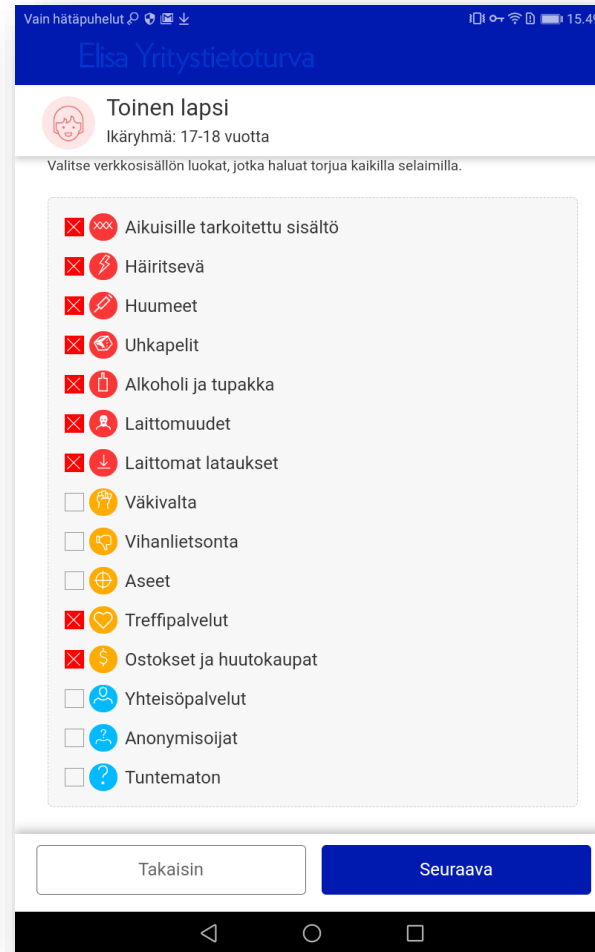 Vain hätäpuhelut 15.4
Elisa Yritystietoturva
Toinen lapsi
Ikäryhmä: 17-18 vuotta
Valitse verkkosisällön luokat, jotka haluat torjua kaikilla selaimilla.
Aikuisille tarkoitettu sisältö
Häiritsevä
Huumeet
Uhkapelit
Alkoholi ja tupakka
Laittomuudet
Laittomat lataukset
Väkivalta
Vihanlietsonta
Aseet
Treffipalvelut
Ostokset ja huutokaupat
Yhteisöpalvelut
Anonymisoijat
Tuntematon
Takaisin Seuraava